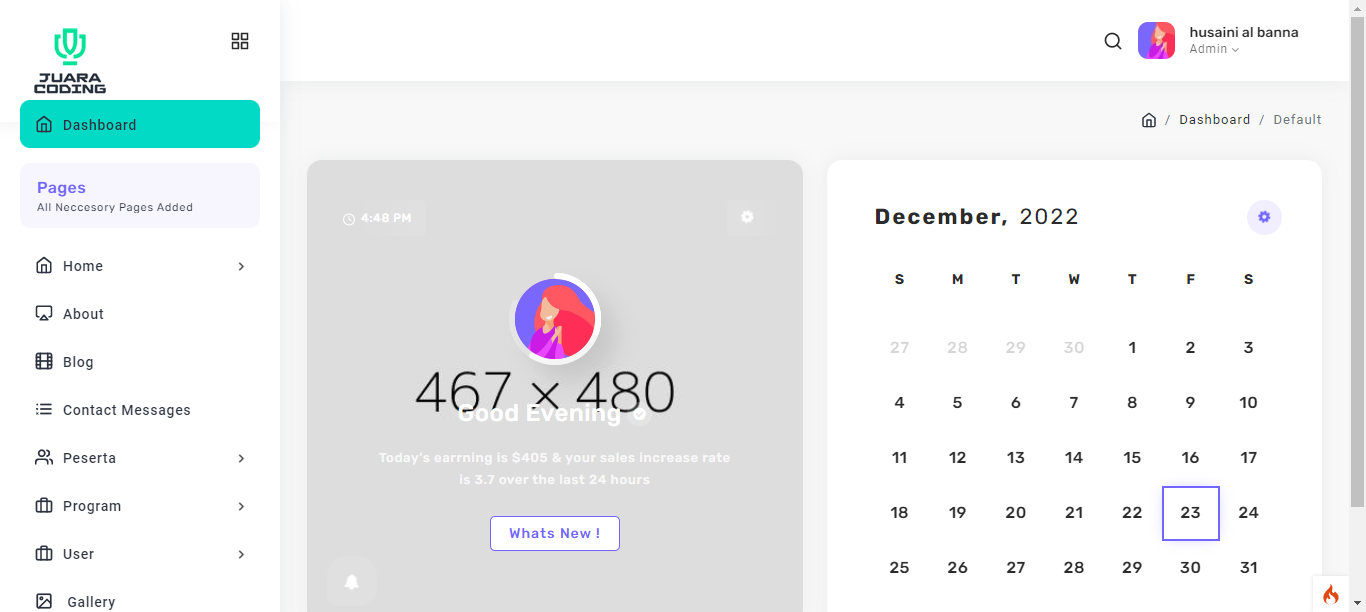 JUARA
CODING
husaini al banna
Admin
Dashboard
Dashboard / Default
/
Pages
All Neccesory Pages Added
Home
About
Blog
Contact Messages
Peserta
Program
User
Gallery
4:48 PM
467 × 480
Good Evening
Today's earrning is $405 & your sales increase rate
is 3.7 over the last 24 hours
Whats New !
December, 2022
S M T W T F S
27 28 29 30 1 2 3
4 5 6 7 8 9 10
11 12 13 14 15 16 17
18 19 20 21 22 23 24
25 26 27 28 29 30 31